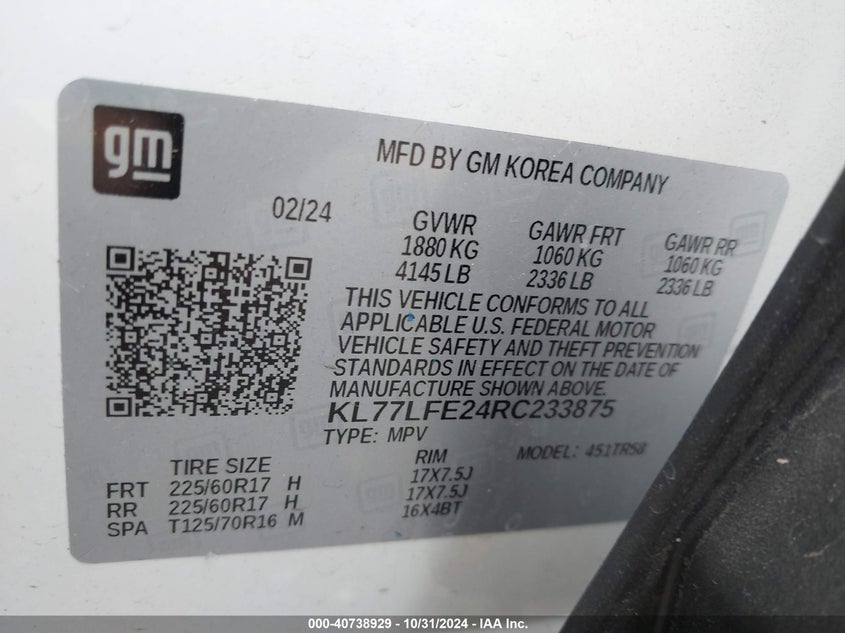 gm
MFD BY GM KOREA COMPANY
02/24
GVWR GAWR FRT GAWR RR
1880 KG 1060 KG 1060 KG
4145 LB 2336 LB 2336 LB
THIS VEHICLE CONFORMS TO ALL
APPLICABLE U.S. FEDERAL MOTOR
VEHICLE SAFETY AND THEFT PREVENTION
STANDARDS IN EFFECT ON THE DATE OF
MANUFACTURE SHOWN ABOVE.
KL77LFE24RC233875
TYPE: MPV MODEL: 451TR58
TIRE SIZE RIM
FRT 225/60R17 H 17X7.5J
RR 225/60R17 H 17X7.5J
SPA T125/70R16 M 16X4BT
000-40738929 - 10/31/2024 - IAA Inc.